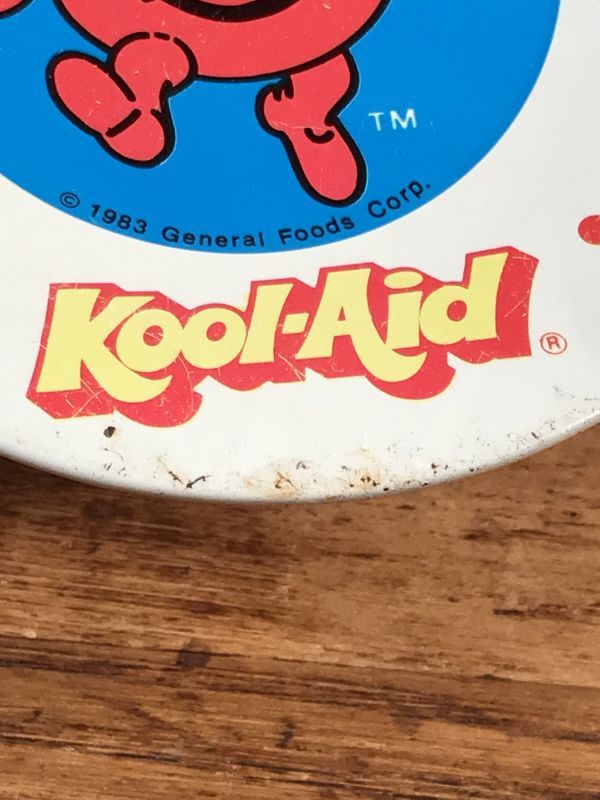 TM
© 1983 General Foods Corp.
Kool-Aid ®